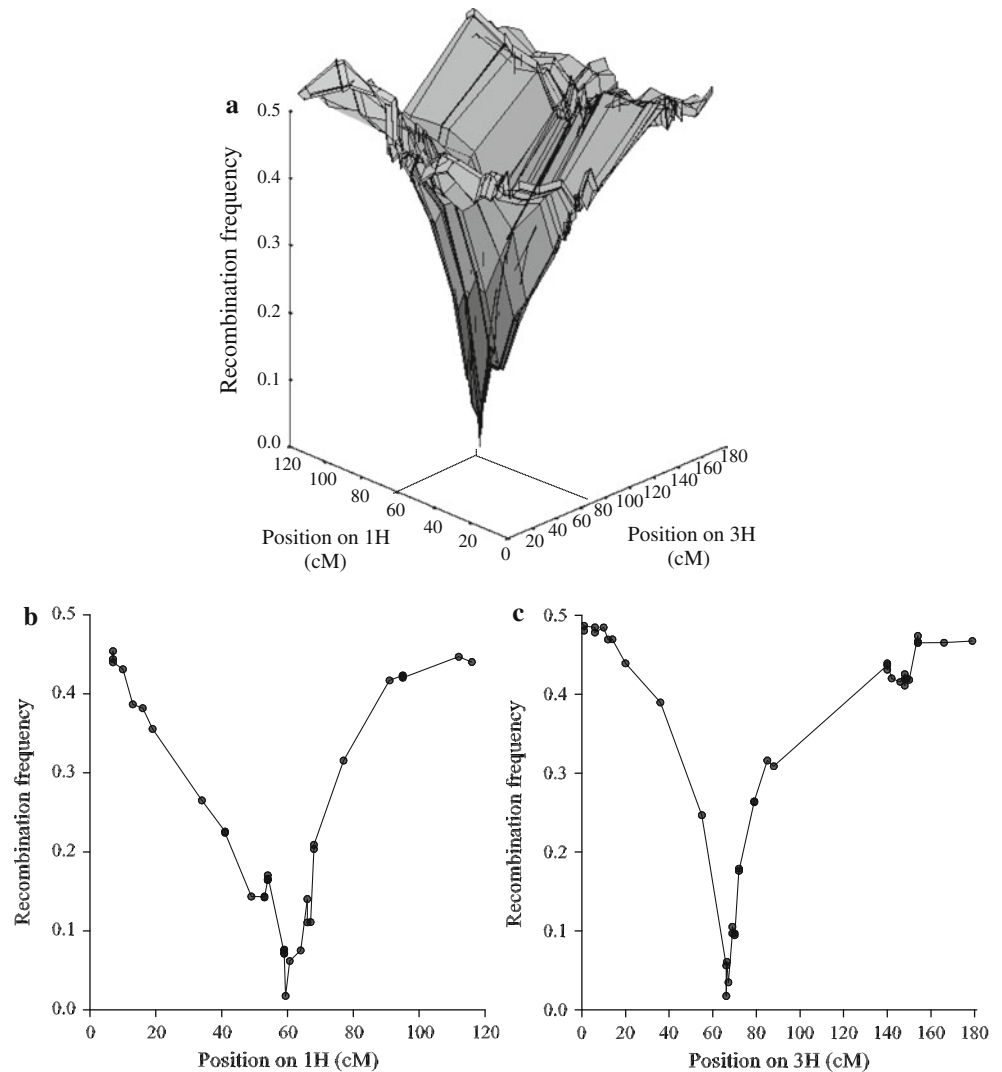 a
Recombination frequency
0.5
0.4
0.3
0.2
0.1
0.0
120
100
80
60
40
20
0
20
40
60
80
100
120
140
160
180
Position on 1H
(cM)
Position on 3H
(cM)
b
Recombination frequency
0.5
0.4
0.3
0.2
0.1
0.0
0 20 40 60 80 100 120
Position on 1H (cM)
c
Recombination frequency
0.5
0.4
0.3
0.2
0.1
0.0
0 20 40 60 80 100 120 140 160 180
Position on 3H (cM)